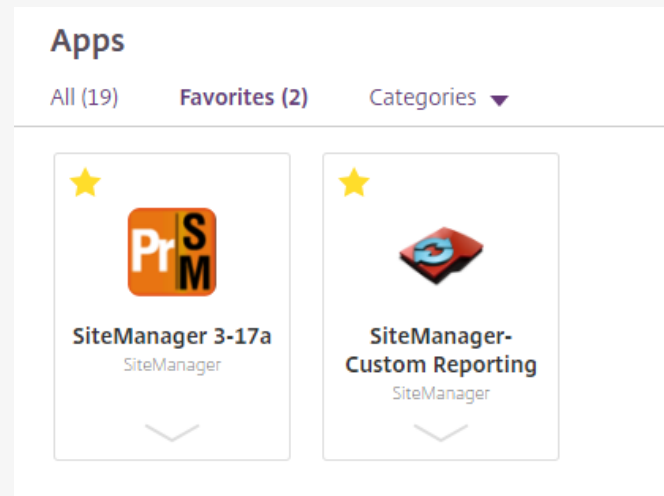 Apps
All (19)
Favorites (2)
Categories
Pr S M
SiteManager 3-17a
SiteManager
SiteManager-
Custom Reporting
SiteManager